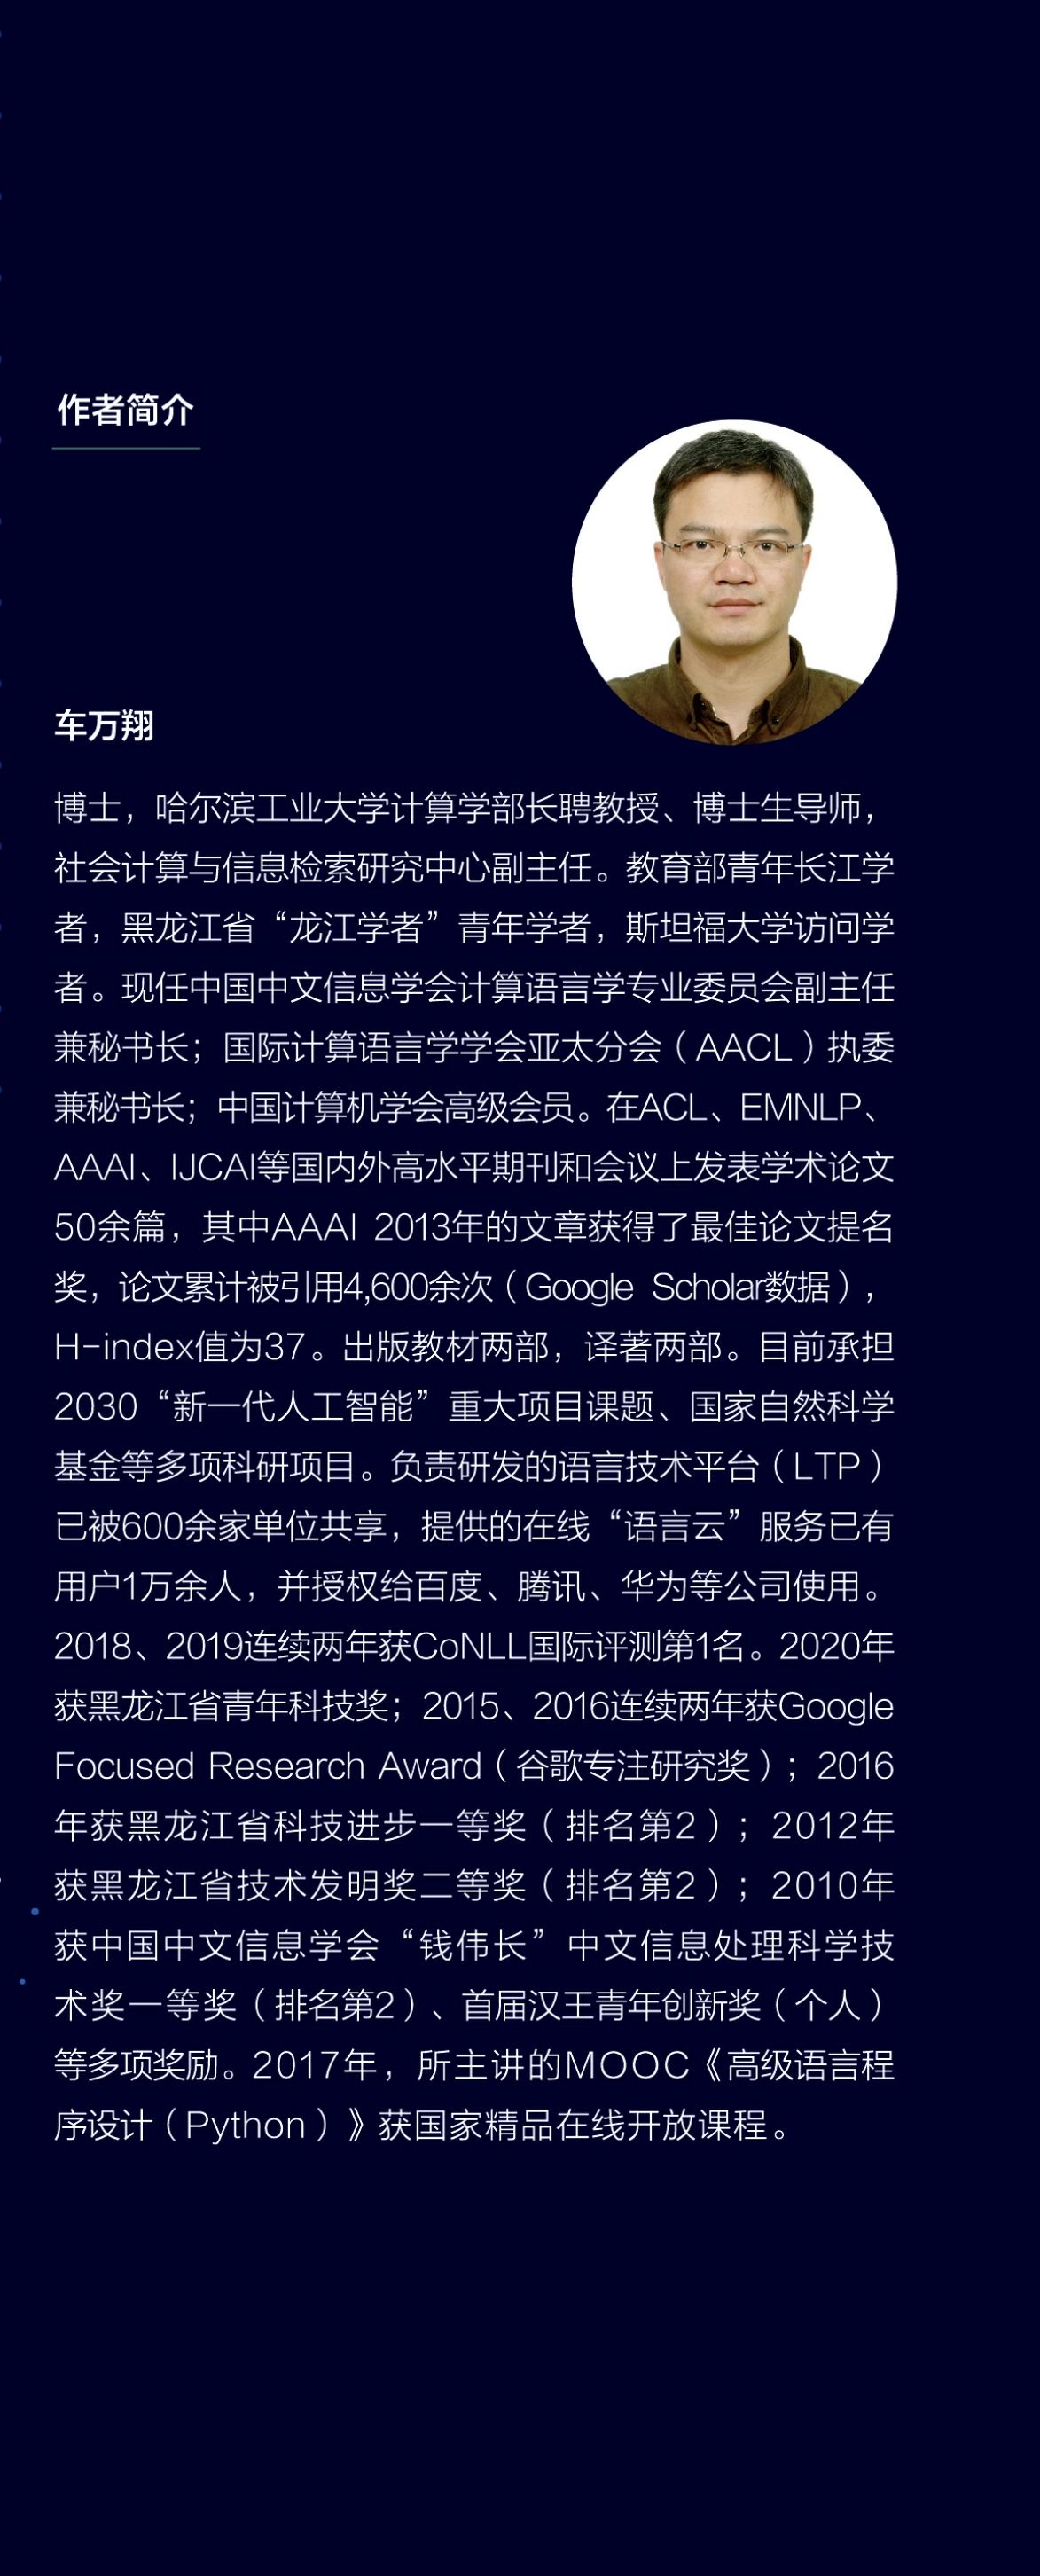 作者简介
车万翔
博士，哈尔滨工业大学计算学部长聘教授、博士生导师，
社会计算与信息检索研究中心副主任。教育部青年长江学
者，黑龙江省“龙江学者”青年学者，斯坦福大学访问学
者。现任中国中文信息学会计算语言学专业委员会副主任
兼秘书长；国际计算语言学学会亚太分会（AACL）执委
兼秘书长；中国计算机学会高级会员。在ACL、EMNLP、
AAAI、IJCAI等国内外高水平期刊和会议上发表学术论文
50余篇，其中AAAI 2013年的文章获得了最佳论文提名
奖，论文累计被引用4,600余次（Google Scholar数据），
H-index值为37。出版教材两部，译著两部。目前承担
2030“新一代人工智能”重大项目课题、国家自然科学
基金等多项科研项目。负责研发的语言技术平台（LTP）
已被600余家单位共享，提供的在线“语言云”服务已有
用户1万余人，并授权给百度、腾讯、华为等公司使用。
2018、2019连续两年获CoNLL国际评测第1名。2020年
获黑龙江省青年科技奖；2015、2016连续两年获Google
Focused Research Award（谷歌专注研究奖）；2016
年获黑龙江省科技进步一等奖（排名第2）；2012年
获黑龙江省技术发明奖二等奖（排名第2）；2010年
获中国中文信息学会“钱伟长”中文信息处理科学技
术奖一等奖（排名第2）、首届汉王青年创新奖（个人）
等多项奖励。2017年，所主讲的MOOC《高级语言程
序设计（Python）》获国家精品在线开放课程。